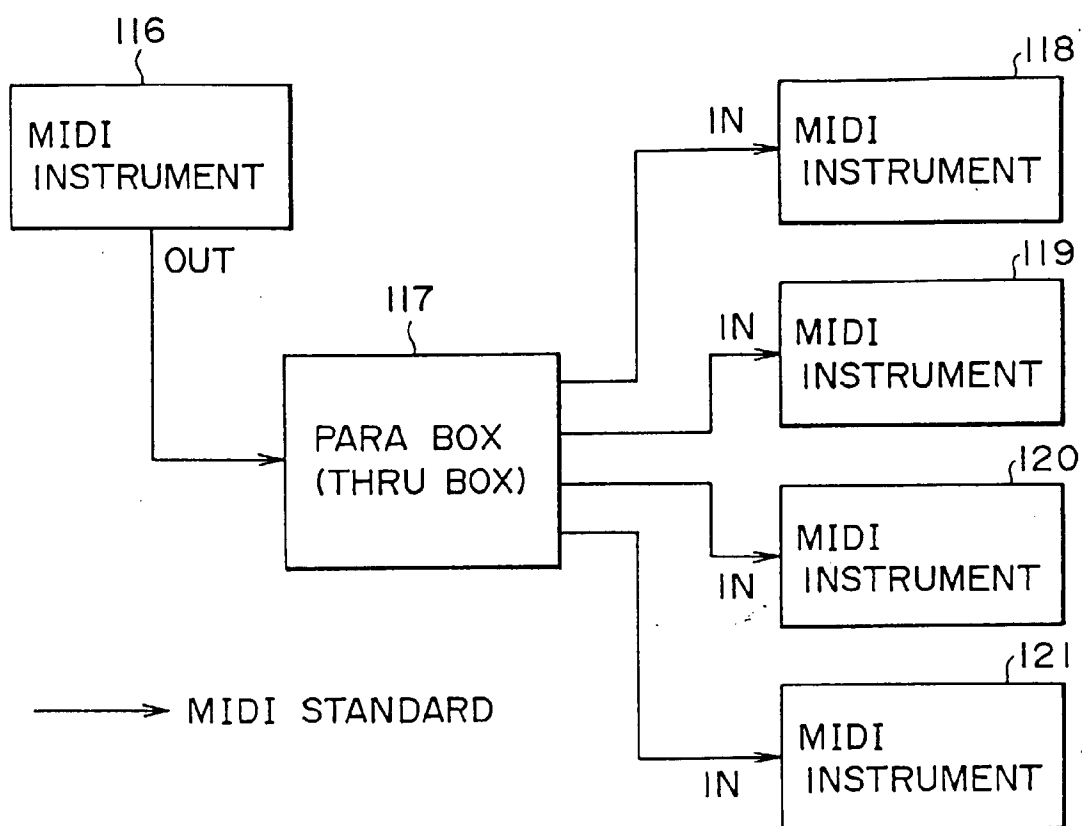 116
MIDI
INSTRUMENT
OUT
117
PARA BOX
(THRU BOX)
118
IN
MIDI
INSTRUMENT
119
IN
MIDI
INSTRUMENT
120
IN
MIDI
INSTRUMENT
121
IN
MIDI
INSTRUMENT
MIDI STANDARD